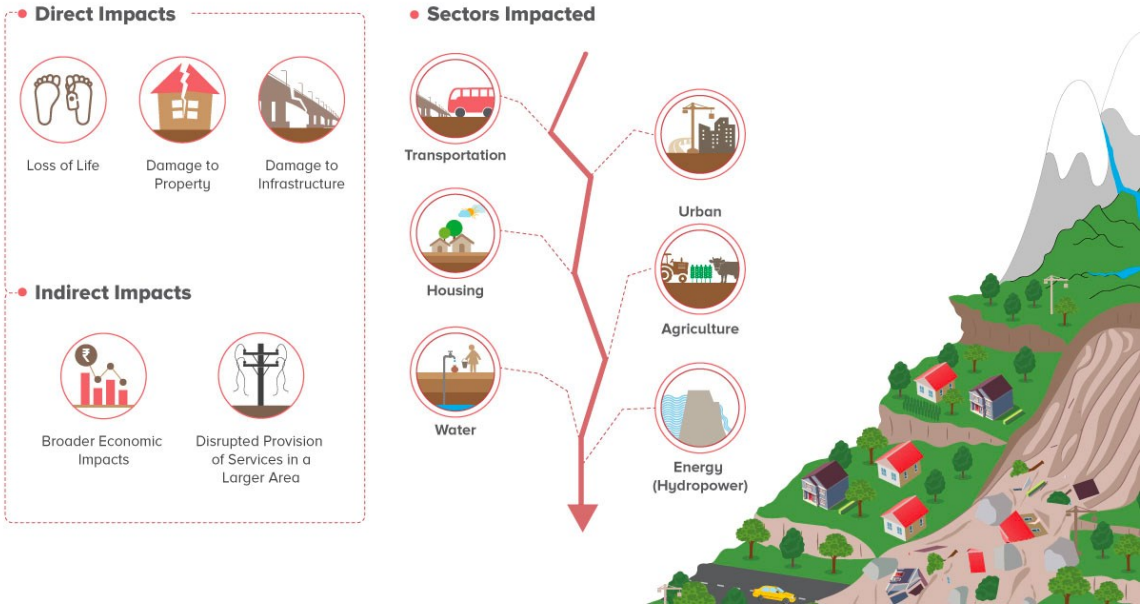 Direct Impacts
Loss of Life
Damage to
Property
Damage to
Infrastructure
Indirect Impacts
₹
Broader Economic
Impacts
Disrupted Provision
of Services in a
Larger Area
Sectors Impacted
Transportation
Urban
Housing
Agriculture
Water
Energy
(Hydropower)